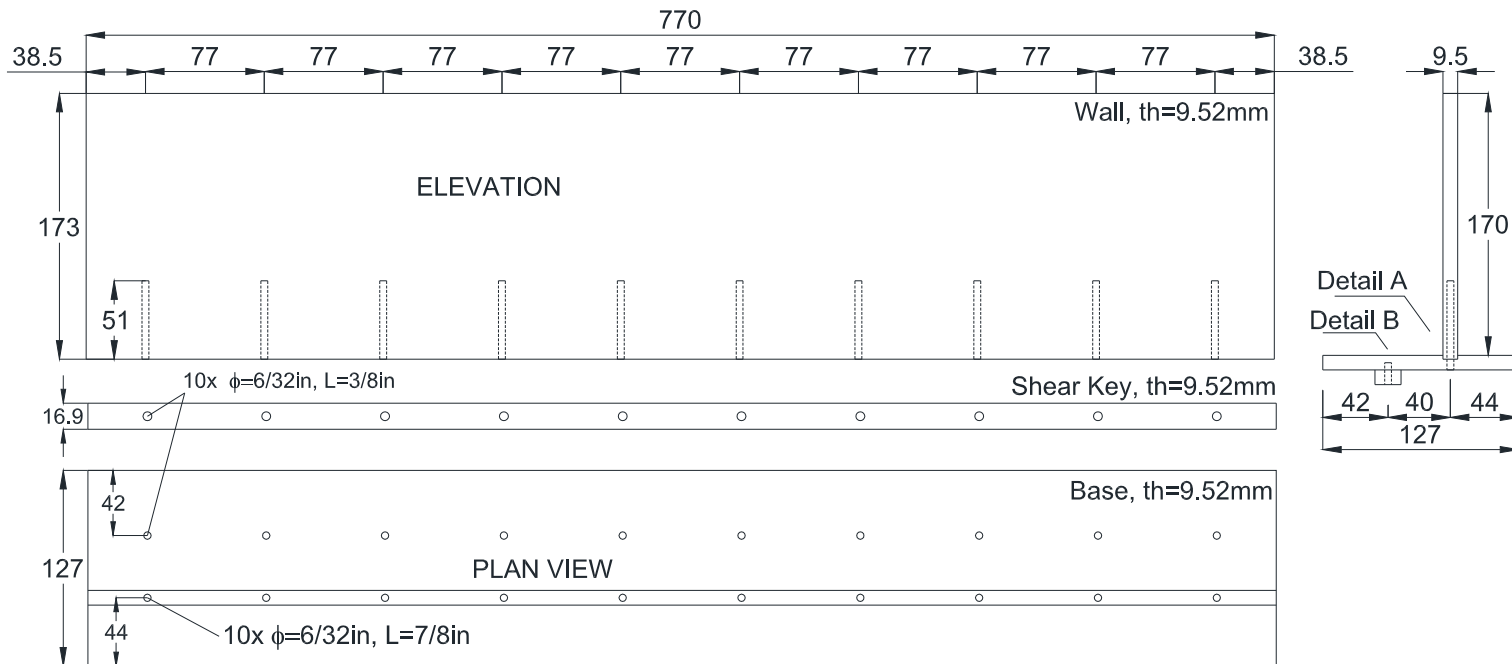 770
38.5 77 77 77 77 77 77 77 77 77 38.5 9.5
Wall, th=9.52mm
ELEVATION
173
170
51
Detail A
Detail B
10x ϕ=6/32in, L=3/8in
Shear Key, th=9.52mm
16.9
42 40 44
127
Base, th=9.52mm
42
127
PLAN VIEW
44
10x ϕ=6/32in, L=7/8in